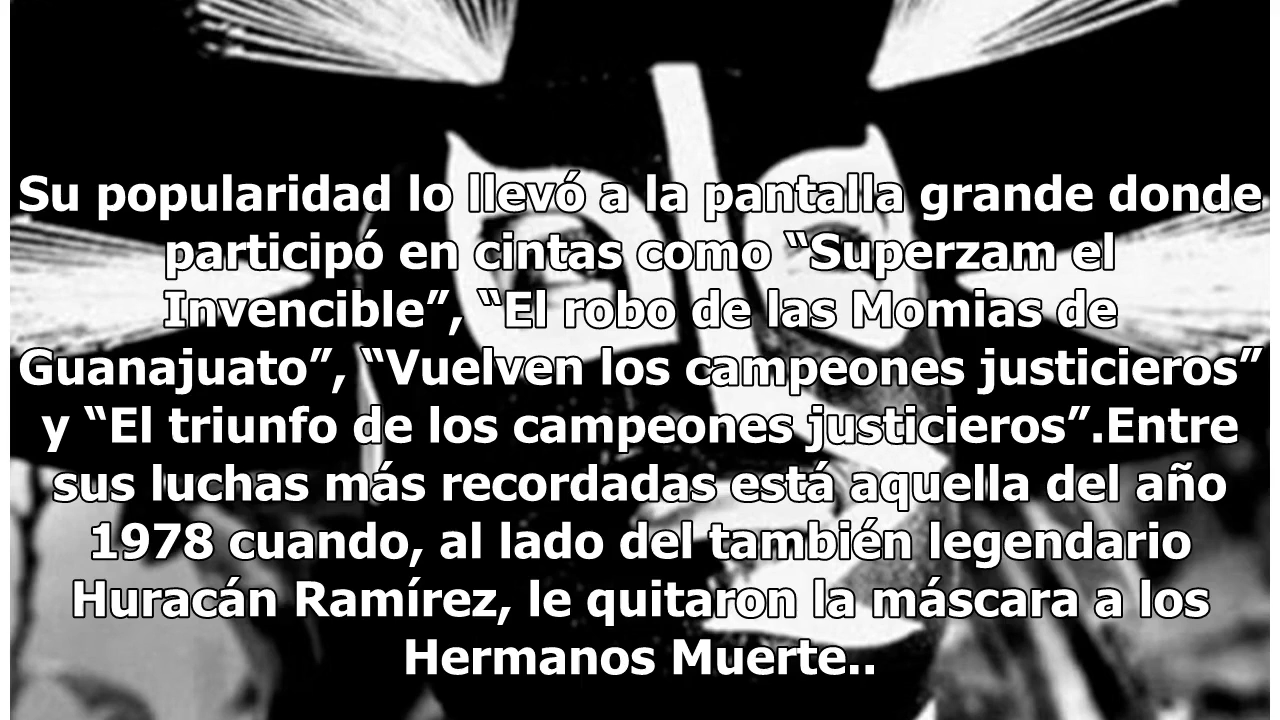 Su popularidad lo llevó a la pantalla grande donde
participó en cintas como “Superzam el
Invencible”, “El robo de las Momias de
Guanajuato”, “Vuelven los campeones justicieros”
y “El triunfo de los campeones justicieros”.Entre
sus luchas más recordadas está aquella del año
1978 cuando, al lado del también legendario
Huracán Ramírez, le quitaron la máscara a los
Hermanos Muerte..